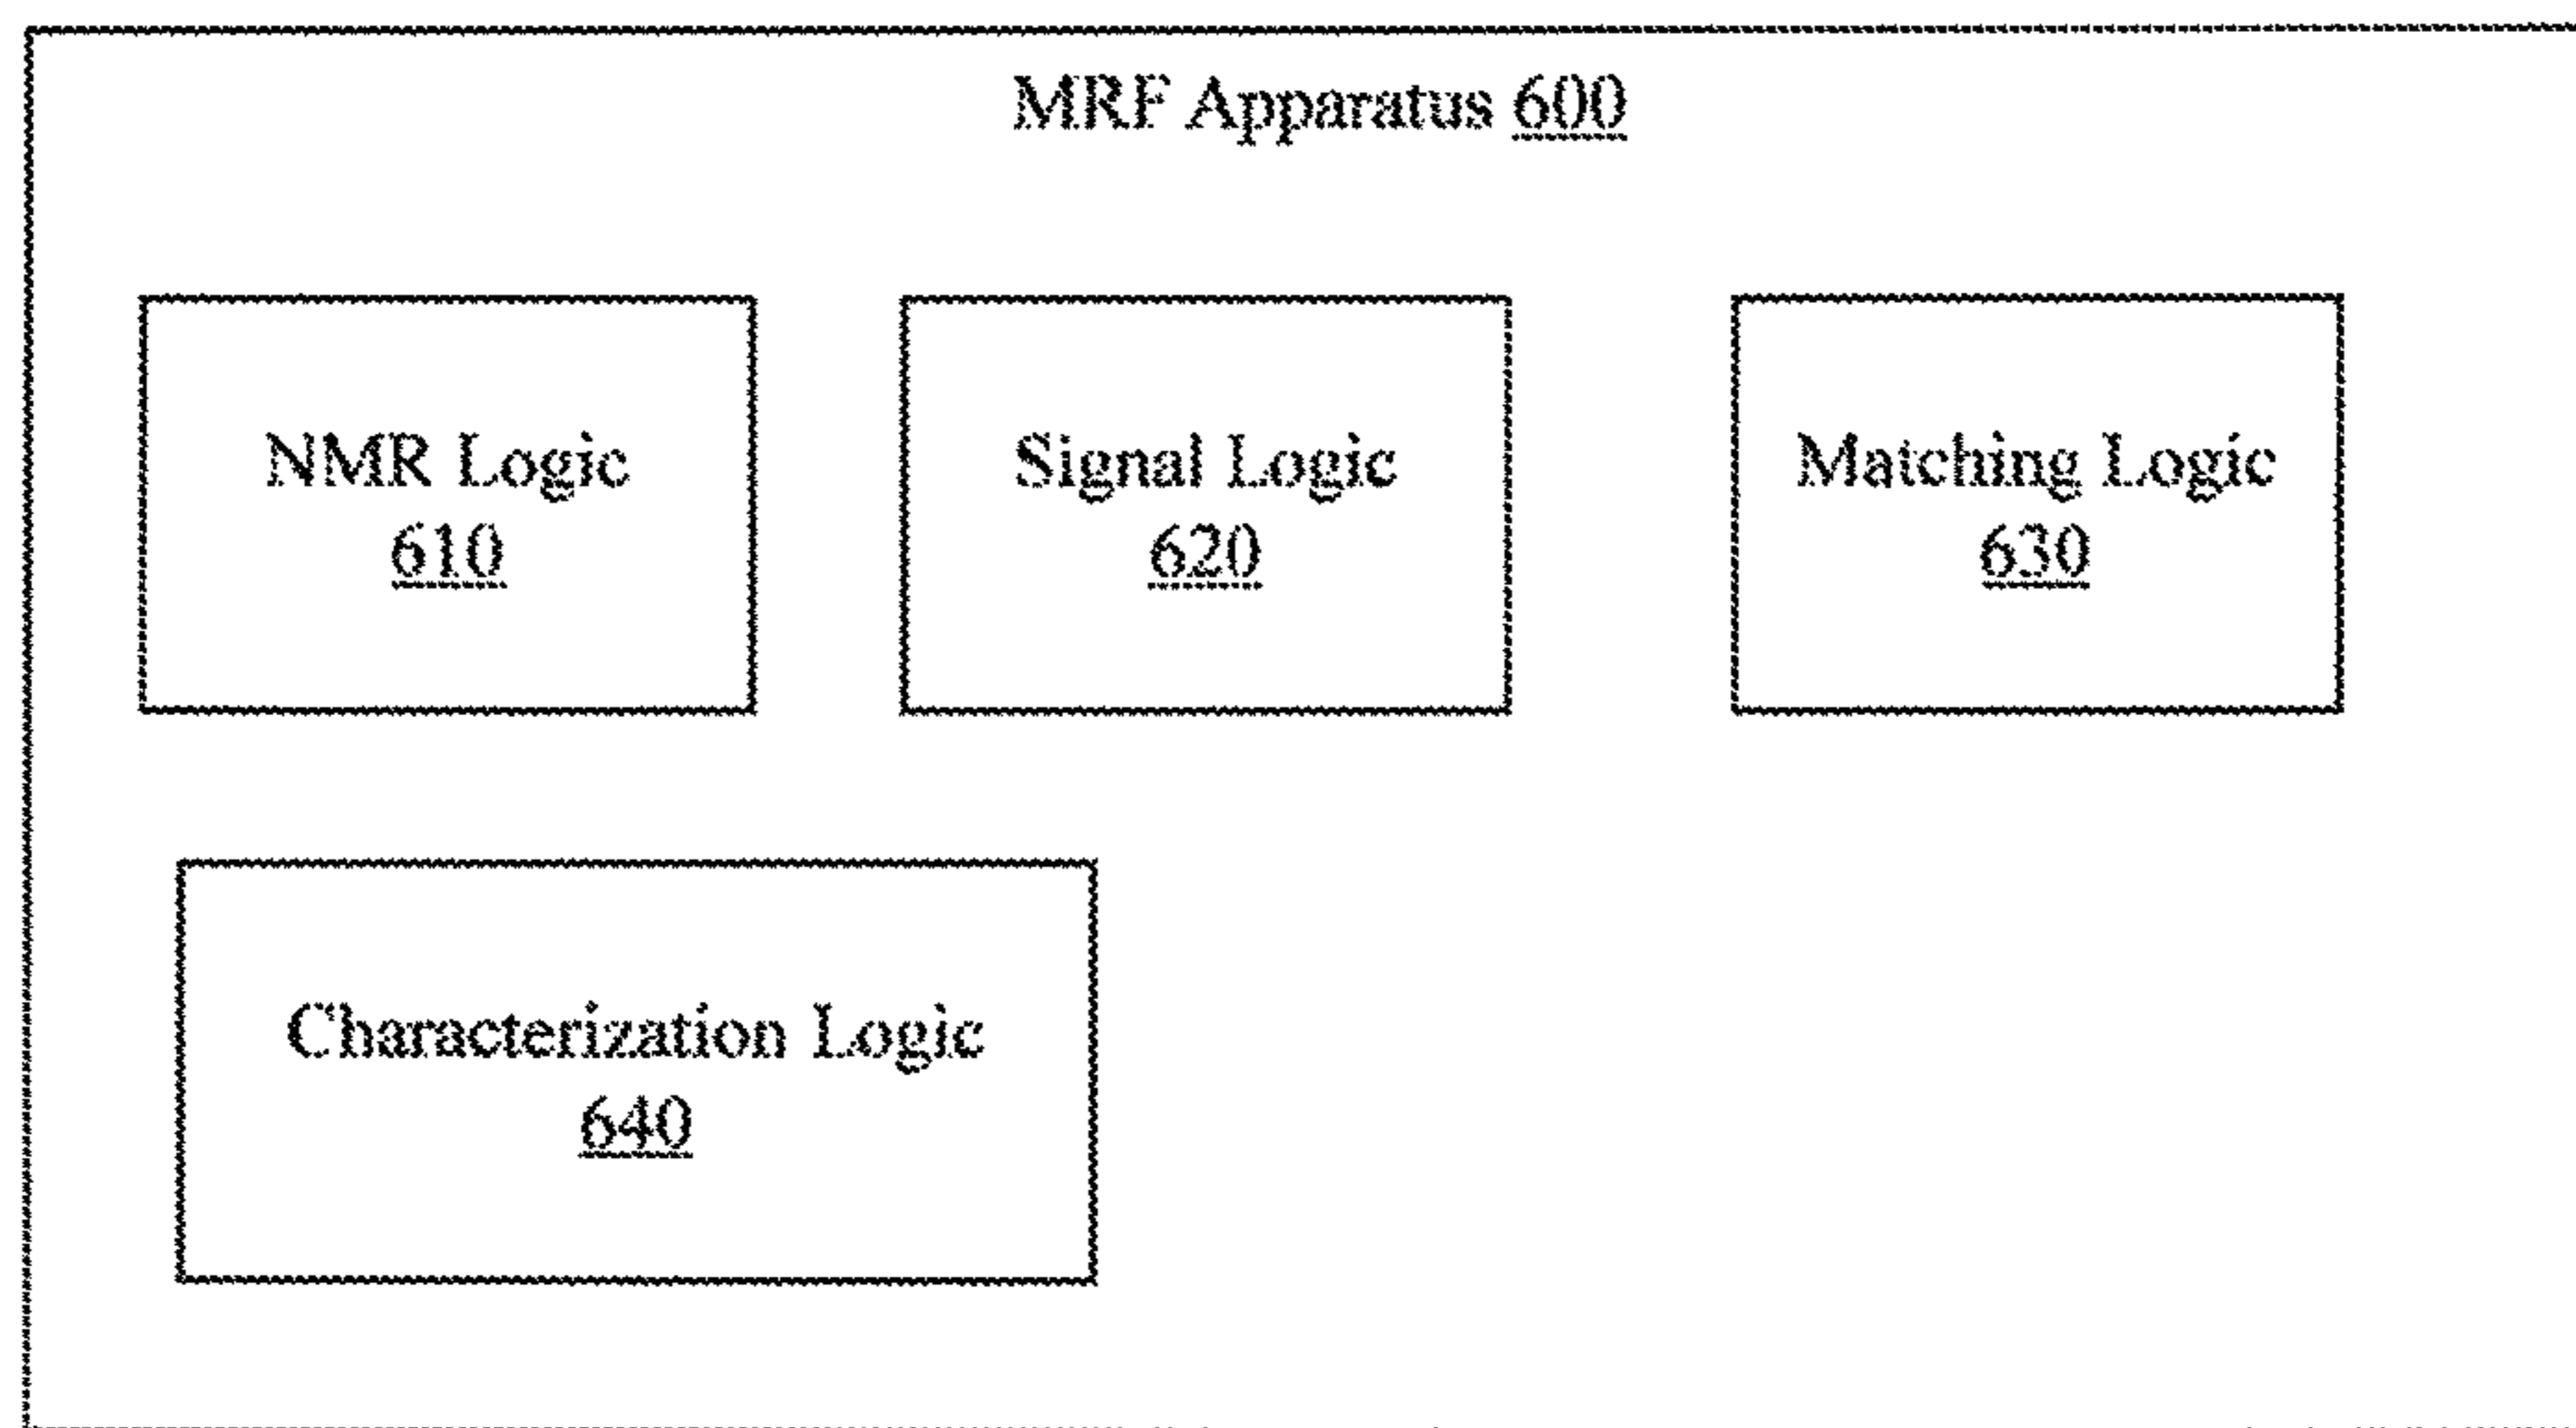 MRF Apparatus 600
NMR Logic
610
Signal Logic
620
Matching Logic
630
Characterization Logic
640